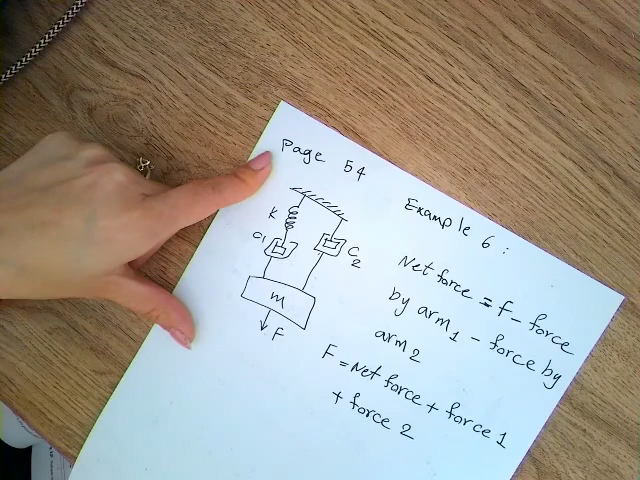 Page 54
Example 6 :
K
C1
C2
m
F
Net force = F - force
by arm1 - force by
arm2
F = Net force + force 1
+ force 2